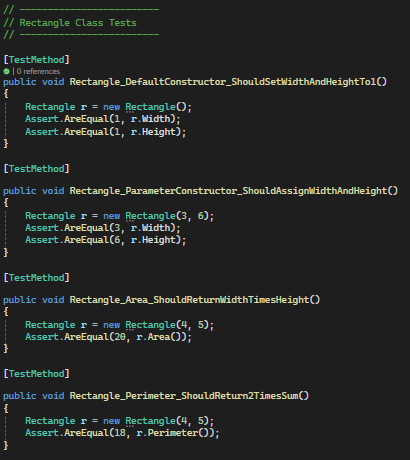 // -------------------------
// Rectangle Class Tests
// -------------------------
[TestMethod]
| 0 references
public void Rectangle_DefaultConstructor_ShouldSetWidthAndHeightTo1()
{
Rectangle r = new Rectangle();
Assert.AreEqual(1, r.Width);
Assert.AreEqual(1, r.Height);
}
[TestMethod]
public void Rectangle_ParameterConstructor_ShouldAssignWidthAndHeight()
{
Rectangle r = new Rectangle(3, 6);
Assert.AreEqual(3, r.Width);
Assert.AreEqual(6, r.Height);
}
[TestMethod]
public void Rectangle_Area_ShouldReturnWidthTimesHeight()
{
Rectangle r = new Rectangle(4, 5);
Assert.AreEqual(20, r.Area());
}
[TestMethod]
public void Rectangle_Perimeter_ShouldReturn2TimesSum()
{
Rectangle r = new Rectangle(4, 5);
Assert.AreEqual(18, r.Perimeter());
}